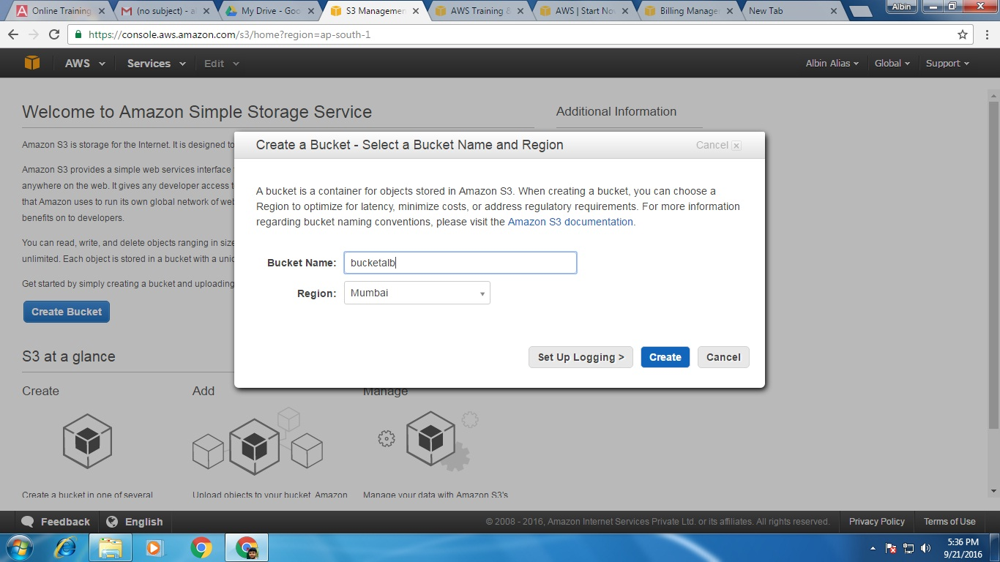 Online Training
(no subject) - al
My Drive - Goo
S3 Managemen
AWS Training &
AWS | Start Nov
Billing Manager
New Tab
Albin
https://console.aws.amazon.com/s3/home?region=ap-south-1
AWS Services Edit Albin Alias Global Support
Welcome to Amazon Simple Storage Service
Additional Information
Amazon S3 is storage for the Internet. It is designed to
Amazon S3 provides a simple web services interface
anywhere on the web. It gives any developer access t
that Amazon uses to run its own global network of web
benefits on to developers.
You can read, write, and delete objects ranging in size
unlimited. Each object is stored in a bucket with a uniq
Get started by simply creating a bucket and uploading
Create Bucket
S3 at a glance
Create Add Manage
Create a bucket in one of several
Upload objects to your bucket. Amazon
Manage your data with Amazon S3's
Create a Bucket - Select a Bucket Name and Region
Cancel
A bucket is a container for objects stored in Amazon S3. When creating a bucket, you can choose a
Region to optimize for latency, minimize costs, or address regulatory requirements. For more information
regarding bucket naming conventions, please visit the Amazon S3 documentation.
Bucket Name: bucketalb
Region: Mumbai
Set Up Logging > Create Cancel
Feedback English
© 2008 - 2016, Amazon Internet Services Private Ltd. or its affiliates. All rights reserved. Privacy Policy Terms of Use
5:36 PM
9/21/2016